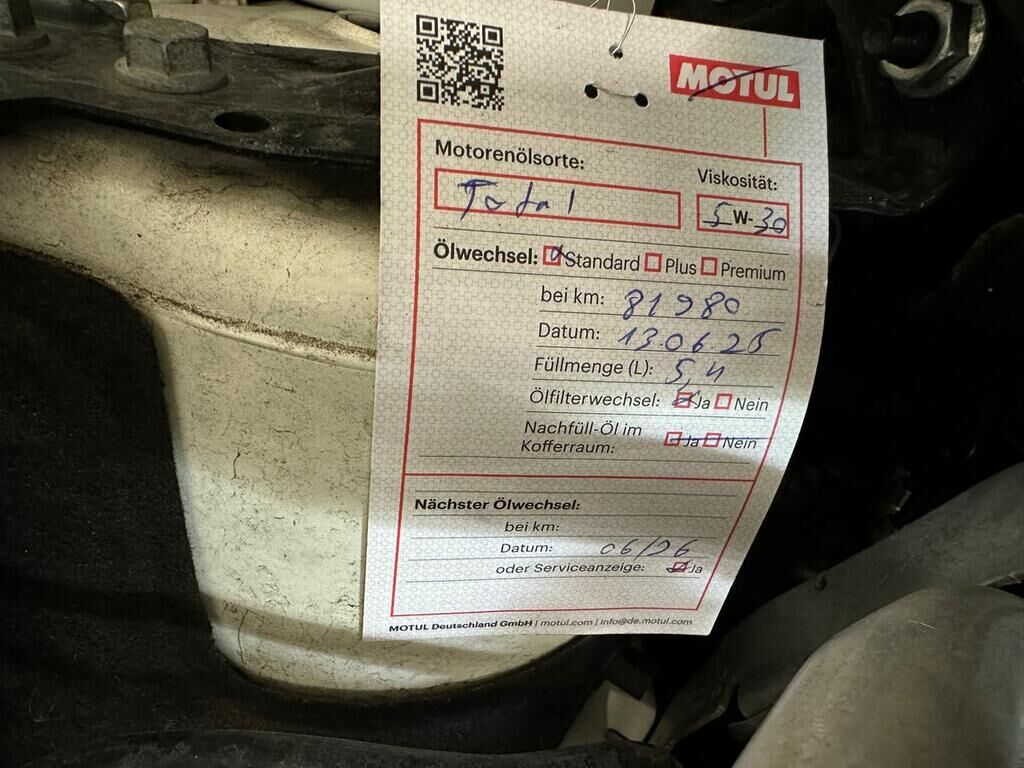 MOTUL
Motorenölsorte:
Viskosität:
Total
5 W-30
Ölwechsel: Standard Plus Premium
bei km: 81980
Datum: 13.06.25
Füllmenge (L): 5,4
Ölfilterwechsel: Ja Nein
Nachfüll-Öl im
Kofferraum: Ja Nein
Nächster Ölwechsel:
bei km:
Datum: 06/26
oder Serviceanzeige: Ja
MOTUL Deutschland GmbH | motul.com | info@de.motul.com